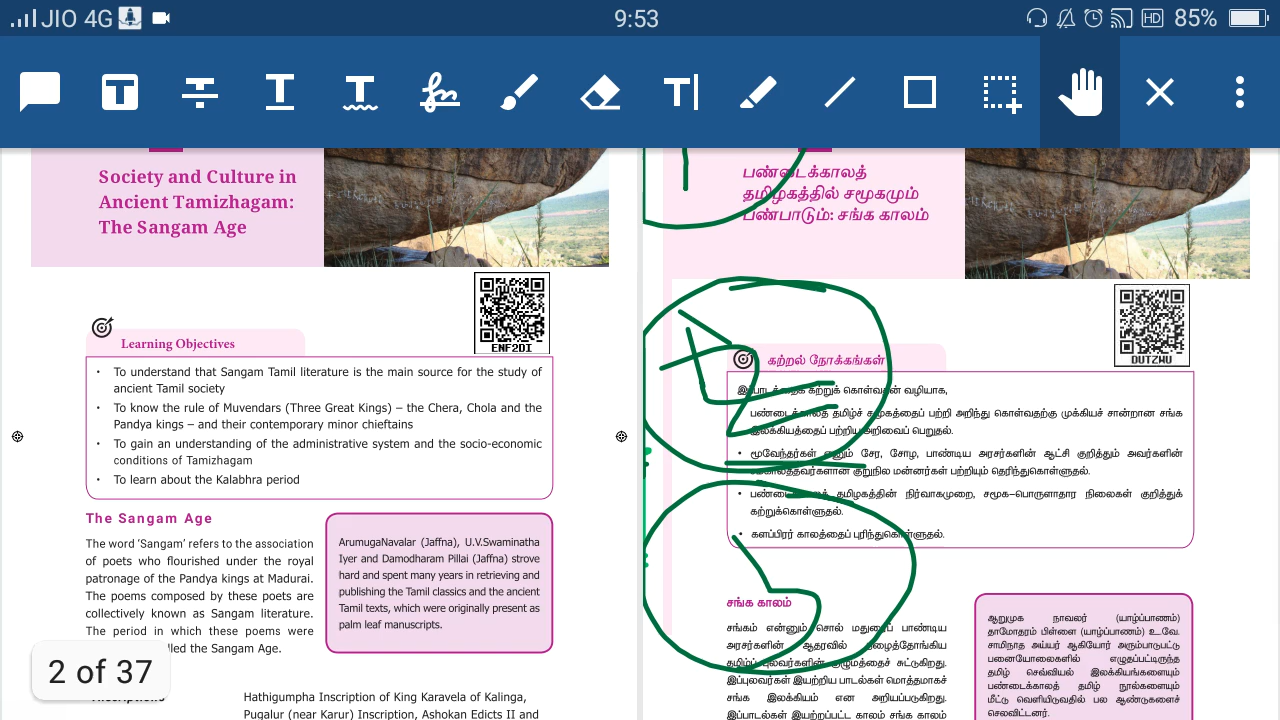 JIO 4G
9:53
HD
85%
Society and Culture in
Ancient Tamizhagam:
The Sangam Age
ENF2DI
Learning Objectives
• To understand that Sangam Tamil literature is the main source for the study of
ancient Tamil society
• To know the rule of Muvendars (Three Great Kings) – the Chera, Chola and the
Pandya kings – and their contemporary minor chieftains
• To gain an understanding of the administrative system and the socio-economic
conditions of Tamizhagam
• To learn about the Kalabhra period
The Sangam Age
The word ‘Sangam’ refers to the association
of poets who flourished under the royal
patronage of the Pandya kings at Madurai.
The poems composed by these poets are
collectively known as Sangam literature.
The period in which these poems were
the Sangam Age.
ArumugaNavalar (Jaffna), U.V.Swaminatha
Iyer and Damodharam Pillai (Jaffna) strove
hard and spent many years in retrieving and
publishing the Tamil classics and the ancient
Tamil texts, which were originally present as
palm leaf manuscripts.
2 of 37
Hathigumpha Inscription of King Karavela of Kalinga,
Pugalur (near Karur) Inscription, Ashokan Edicts II and
பண்டைக்காலத்
தமிழகத்தில் சமூகமும்
பண்பாடும்: சங்க காலம்
கற்றல் நோக்கங்கள்
கற்றுக் கொள்வதன் வழியாக,
பண்டைக்காலத் தமிழ்ச் சமூகத்தைப் பற்றி அறிந்து கொள்வதற்கு முக்கியச் சான்றான சங்க
இலக்கியத்தைப் பற்றிய அறிவைப் பெறுதல்.
• மூவேந்தர்கள் எனும் சேர, சோழ, பாண்டிய அரசர்களின் ஆட்சி குறித்தும் அவர்களின்
சமகாலத்தவர்களான குறுநில மன்னர்கள் பற்றியும் தெரிந்துகொள்ளுதல்.
• தமிழகத்தின் நிர்வாகமுறை, சமூக–பொருளாதார நிலைகள் குறித்துக்
கற்றுக்கொள்ளுதல்.
• களப்பிரர் காலத்தைப் புரிந்துகொள்ளுதல்.
சங்க காலம்
சங்கம் என்னும் சொல் மதுரைப் பாண்டிய
அரசர்களின் ஆதரவில் தழைத்தோங்கிய
தமிழ்ப் புலவர்களின் குழுமத்தைச் சுட்டுகிறது.
இப்புலவர்கள் இயற்றிய பாடல்கள் மொத்தமாகச்
சங்க இலக்கியம் என அறியப்படுகிறது.
இப்பாடல்கள் இயற்றப்பட்ட காலம் சங்க காலம்
ஆறுமுக நாவலர் (யாழ்ப்பாணம்)
தாமோதரம் பிள்ளை (யாழ்ப்பாணம்) உ.வே.
சாமிநாத அய்யர் ஆகியோர் அரும்பாடுபட்டு
பனையோலைகளில் எழுதப்பட்டிருந்த
தமிழ் செவ்வியல் இலக்கியங்களையும்
பண்டைக்காலத் தமிழ் நூல்களையும்
மீட்டு வெளியிடுவதில் பல ஆண்டுகளைச்
செலவிட்டனர்.